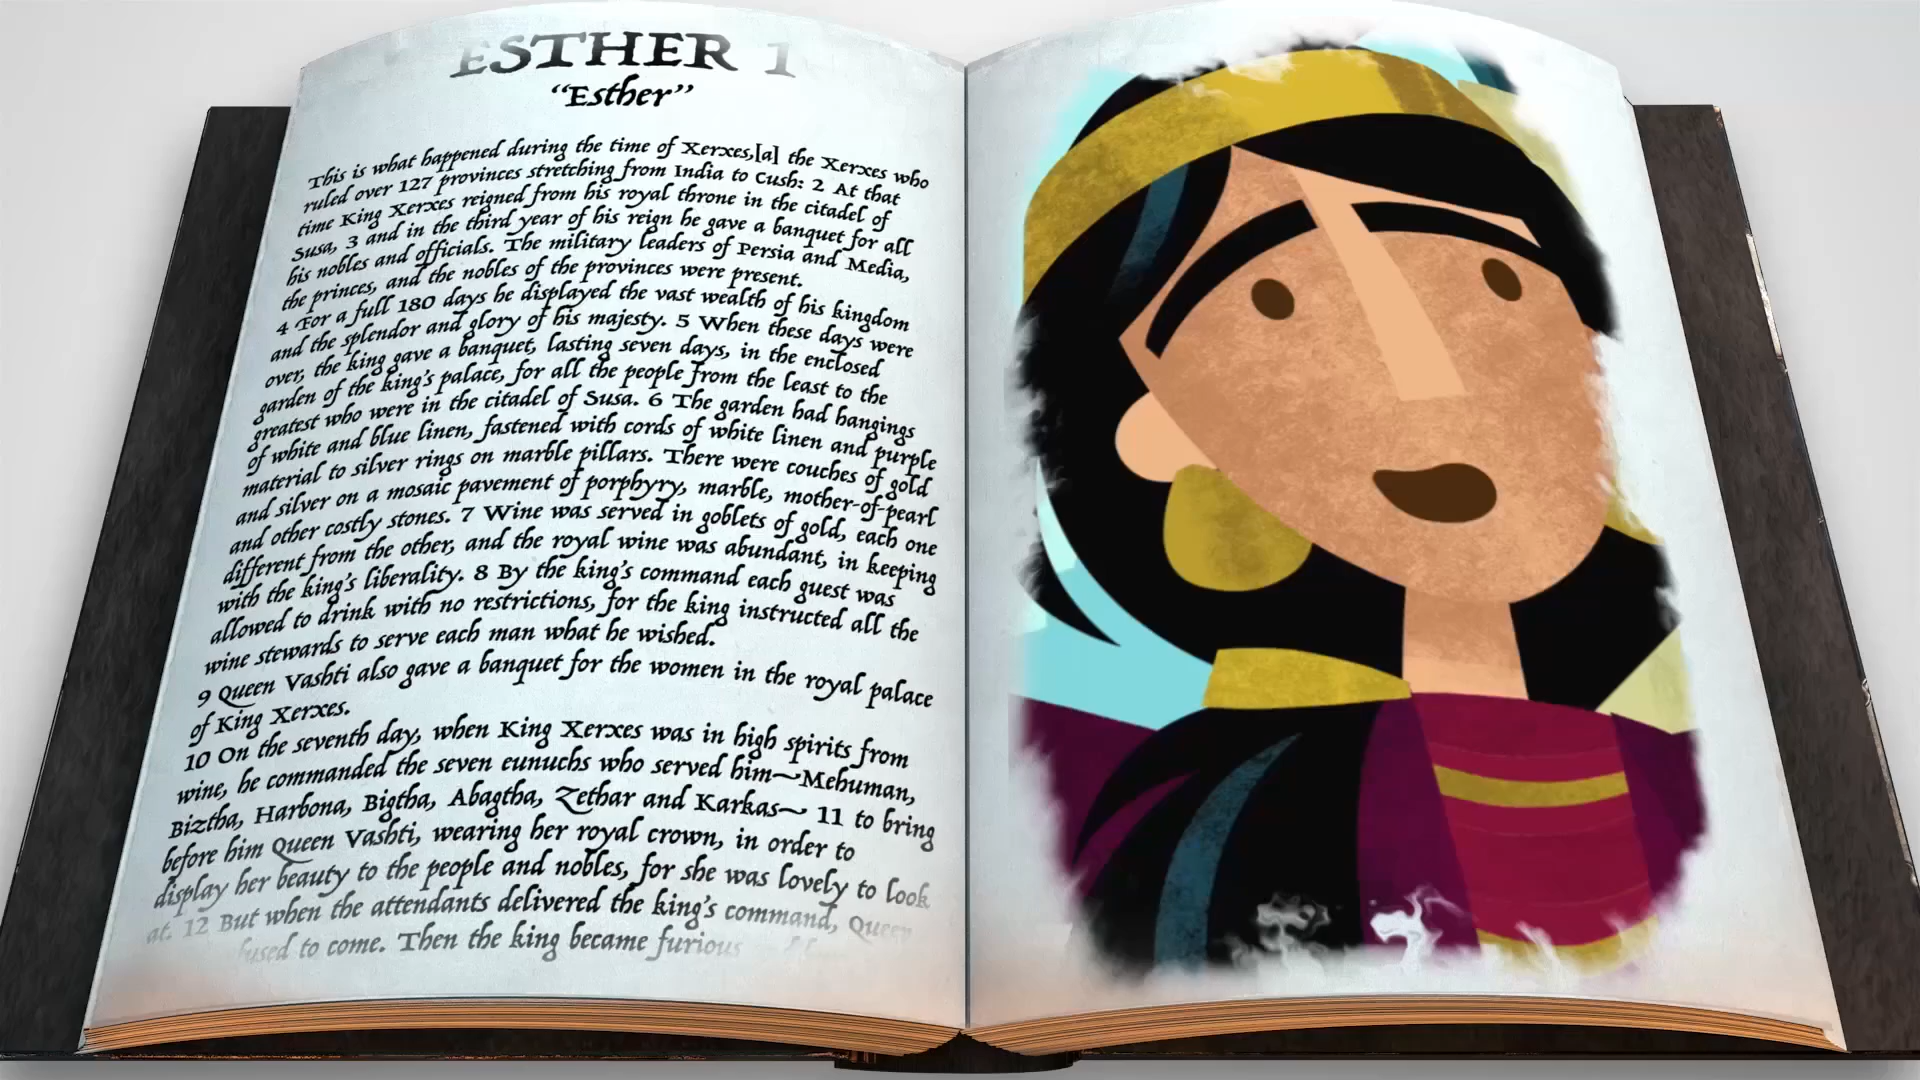 ESTHER 1
“Esther”
This is what happened during the time of Xerxes,[a] the Xerxes who
ruled over 127 provinces stretching from India to Cush: 2 At that
time King Xerxes reigned from his royal throne in the citadel of
Susa, 3 and in the third year of his reign he gave a banquet for all
his nobles and officials. The military leaders of Persia and Media,
the princes, and the nobles of the provinces were present.
4 For a full 180 days he displayed the vast wealth of his kingdom
and the splendor and glory of his majesty. 5 When these days were
over, the king gave a banquet, lasting seven days, in the enclosed
garden of the king’s palace, for all the people from the least to the
greatest who were in the citadel of Susa. 6 The garden had hangings
of white and blue linen, fastened with cords of white linen and purple
material to silver rings on marble pillars. There were couches of gold
and silver on a mosaic pavement of porphyry, marble, mother-of-pearl
and other costly stones. 7 Wine was served in goblets of gold, each one
different from the other, and the royal wine was abundant, in keeping
with the king’s liberality. 8 By the king’s command each guest was
allowed to drink with no restrictions, for the king instructed all the
wine stewards to serve each man what he wished.
9 Queen Vashti also gave a banquet for the women in the royal palace
of King Xerxes.
10 On the seventh day, when King Xerxes was in high spirits from
wine, he commanded the seven eunuchs who served him—Mehuman,
Biztha, Harbona, Bigtha, Abagtha, Zethar and Karkas— 11 to bring
before him Queen Vashti, wearing her royal crown, in order to
display her beauty to the people and nobles, for she was lovely to look
at. 12 But when the attendants delivered the king’s command, Queen
fused to come. Then the king became furious